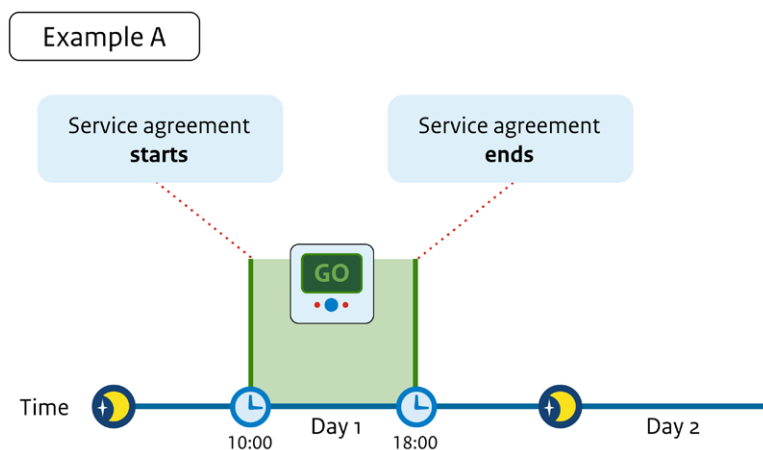 Example A
Service agreement
starts
Service agreement
ends
GO
Time
Day 1
Day 2
10:00
18:00